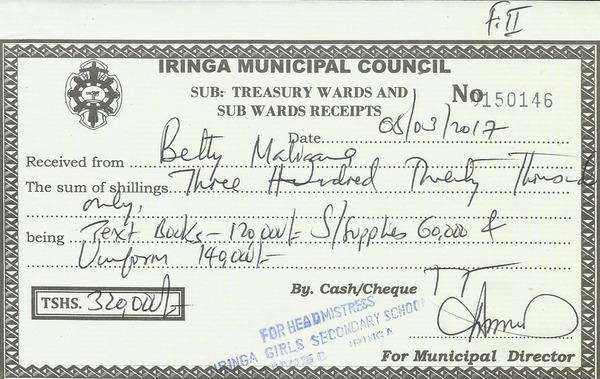 F.II
IRINGA MUNICIPAL COUNCIL
SUB: TREASURY WARDS AND
SUB WARDS RECEIPTS
No 150146
Date 08/03/2017
Received from Betty
The sum of shillings Three Hundred Twenty Thousand
only,
being Text Books - 120,000/= S/Supplies 60,000 &
Uniform 140,000/=
By. Cash/Cheque TT
TSHS. 320,000/=
FOR HEADMISTRESS
IRINGA GIRLS SECONDARY SCHOOL
IRINGA
For Municipal Director